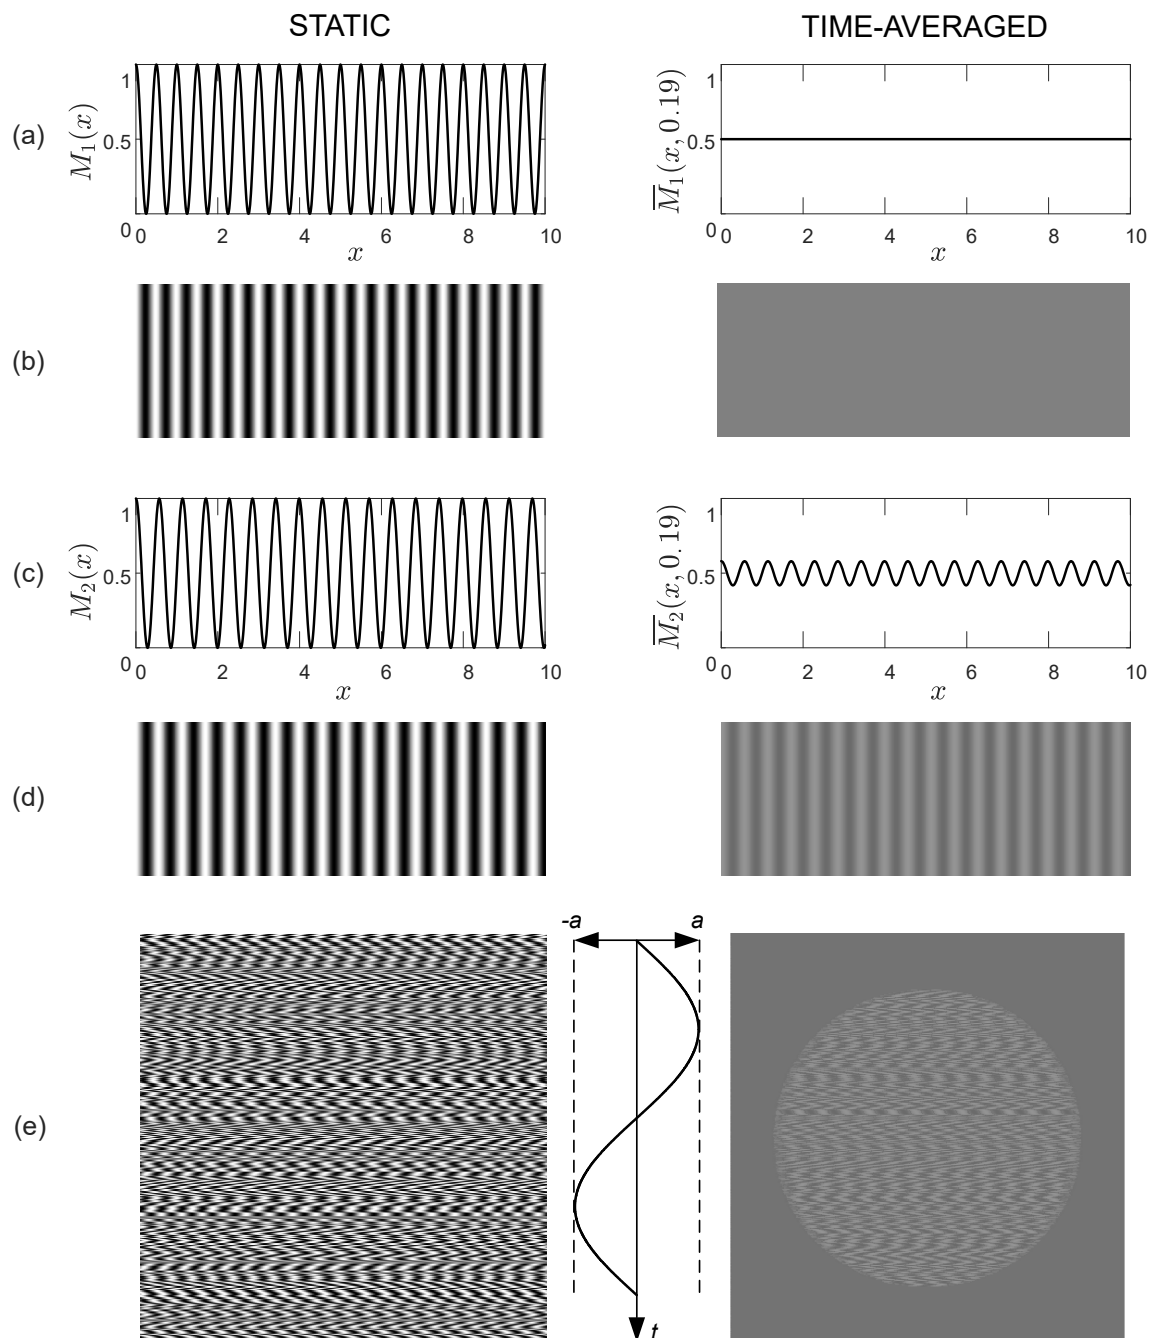 STATIC
TIME-AVERAGED
(a)
M₁(x)
1
0.5
0
0 2 4 6 8 10
x
M̅₁(x, 0.19)
1
0.5
0
0 2 4 6 8 10
x
(b)
(c)
M₂(x)
1
0.5
0
0 2 4 6 8 10
x
M̅₂(x, 0.19)
1
0.5
0
0 2 4 6 8 10
x
(d)
(e)
-a a
t